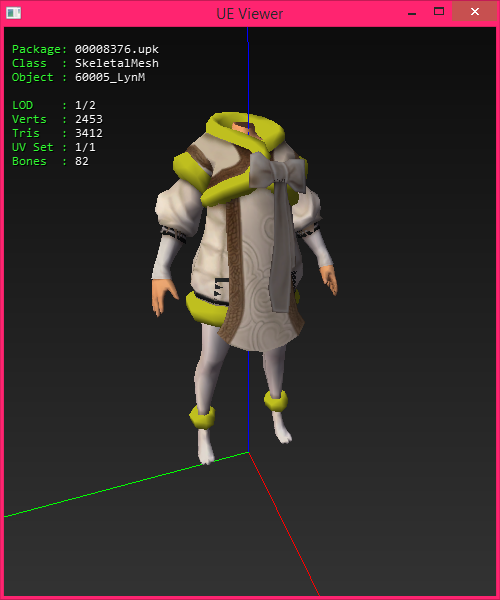 UE Viewer
Package: 00008376.upk
Class  : SkeletalMesh
Object : 60005_LynM
LOD    : 1/2
Verts  : 2453
Tris   : 3412
UV Set : 1/1
Bones  : 82